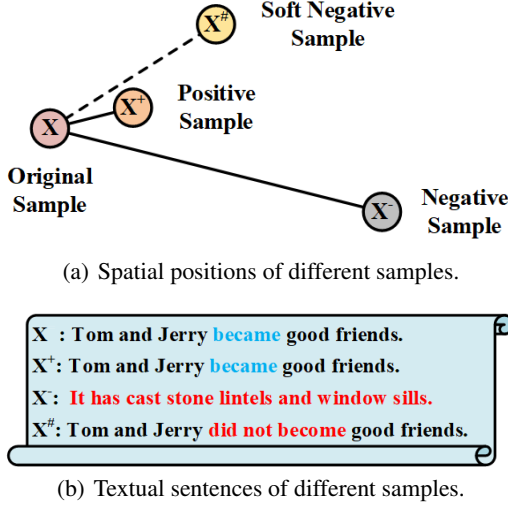 X#
Soft Negative
Sample
X+
Positive
Sample
X
Original
Sample
X-
Negative
Sample
(a) Spatial positions of different samples.
X : Tom and Jerry became good friends.
X+: Tom and Jerry became good friends.
X-: It has cast stone lintels and window sills.
X#: Tom and Jerry did not become good friends.
(b) Textual sentences of different samples.